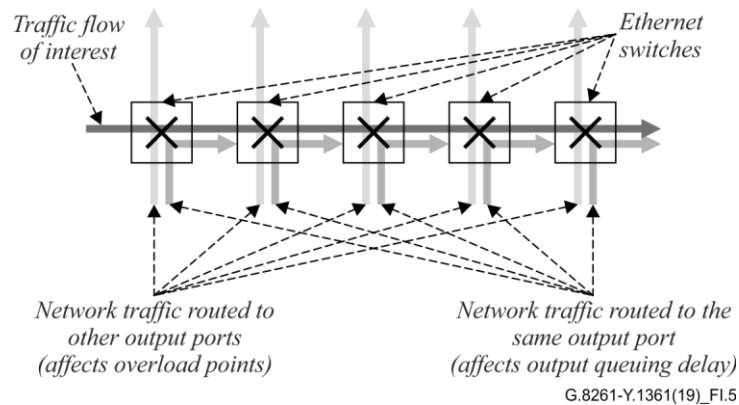 Traffic flow
of interest
Ethernet
switches
Network traffic routed to
other output ports
(affects overload points)
Network traffic routed to the
same output port
(affects output queuing delay)
G.8261-Y.1361(19)_FI.5